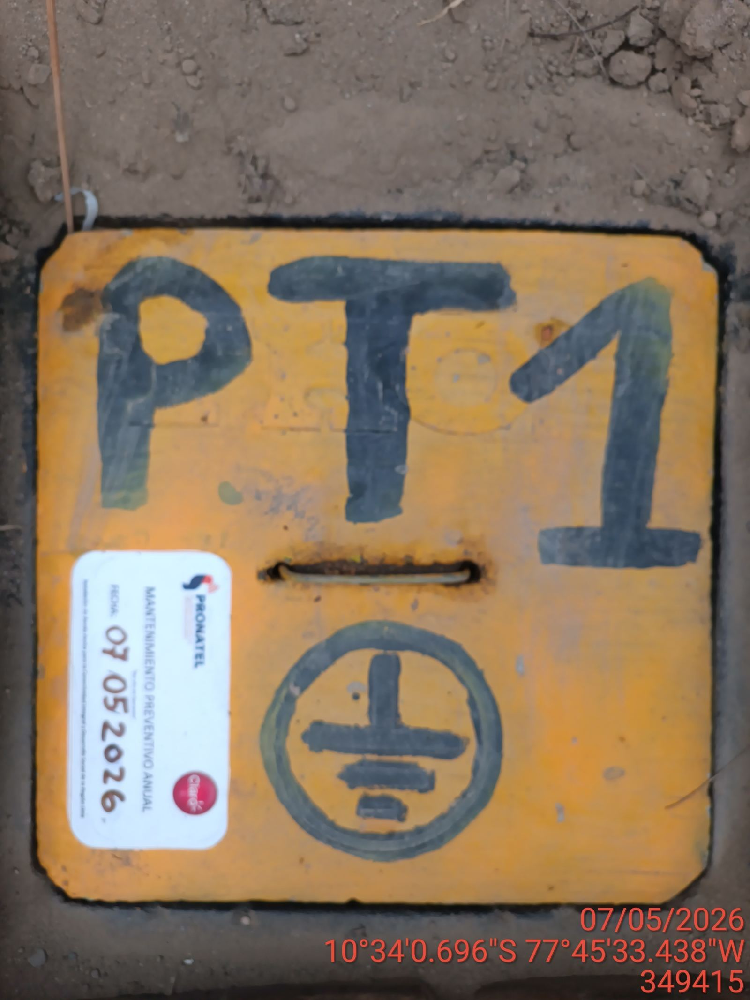 PT1
PRONATEL
Claro
MANTENIMIENTO PREVENTIVO ANUAL
FECHA: 07/05/2026
07/05/2026
10°34'0.696"S 77°45'33.438"W
349415